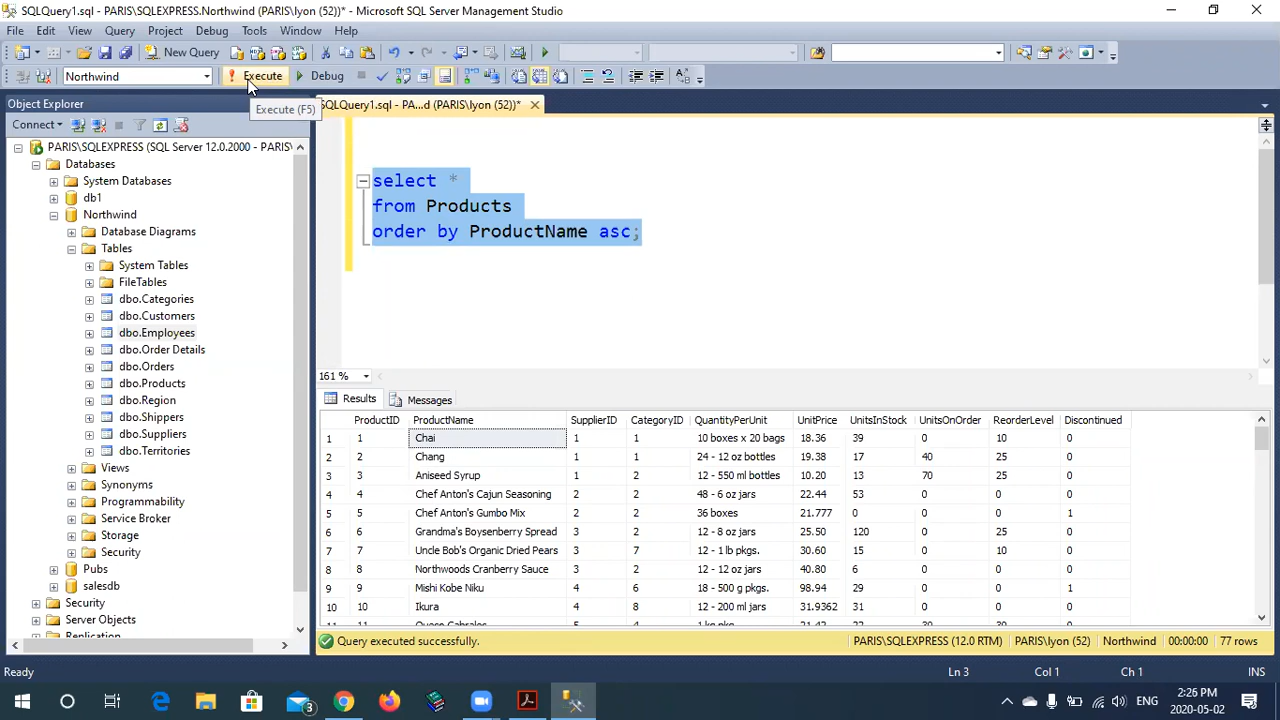 SQLQuery1.sql - PARIS\SQLEXPRESS.Northwind (PARIS\lyon (52))* - Microsoft SQL Server Management Studio
File Edit View Query Project Debug Tools Window Help
New Query
Northwind Execute Debug
Execute (F5)
Object Explorer
SQLQuery1.sql - PA...d (PARIS\lyon (52))*
Connect
PARIS\SQLEXPRESS (SQL Server 12.0.2000 - PARIS\
Databases
System Databases
db1
Northwind
Database Diagrams
Tables
System Tables
FileTables
dbo.Categories
dbo.Customers
dbo.Employees
dbo.Order Details
dbo.Orders
dbo.Products
dbo.Region
dbo.Shippers
dbo.Suppliers
dbo.Territories
Views
Synonyms
Programmability
Service Broker
Storage
Security
Pubs
salesdb
Security
Server Objects
Replication
select *
from Products
order by ProductName asc;
161 %
Results Messages
ProductID ProductName SupplierID CategoryID QuantityPerUnit UnitPrice UnitsInStock UnitsOnOrder ReorderLevel Discontinued
1 1 Chai 1 1 10 boxes x 20 bags 18.36 39 0 10 0
2 2 Chang 1 1 24 - 12 oz bottles 19.38 17 40 25 0
3 3 Aniseed Syrup 1 2 12 - 550 ml bottles 10.20 13 70 25 0
4 4 Chef Anton's Cajun Seasoning 2 2 48 - 6 oz jars 22.44 53 0 0 0
5 5 Chef Anton's Gumbo Mix 2 2 36 boxes 21.777 0 0 0 1
6 6 Grandma's Boysenberry Spread 3 2 12 - 8 oz jars 25.50 120 0 25 0
7 7 Uncle Bob's Organic Dried Pears 3 7 12 - 1 lb pkgs. 30.60 15 0 10 0
8 8 Northwoods Cranberry Sauce 3 2 12 - 12 oz jars 40.80 6 0 0 0
9 9 Mishi Kobe Niku 4 6 18 - 500 g pkgs. 98.94 29 0 0 1
10 10 Ikura 4 8 12 - 200 ml jars 31.9362 31 0 0 0
Query executed successfully. PARIS\SQLEXPRESS (12.0 RTM) PARIS\lyon (52) Northwind 00:00:00 77 rows
Ready Ln 3 Col 1 Ch 1 INS
3 ENG 2:26 PM
2020-05-02